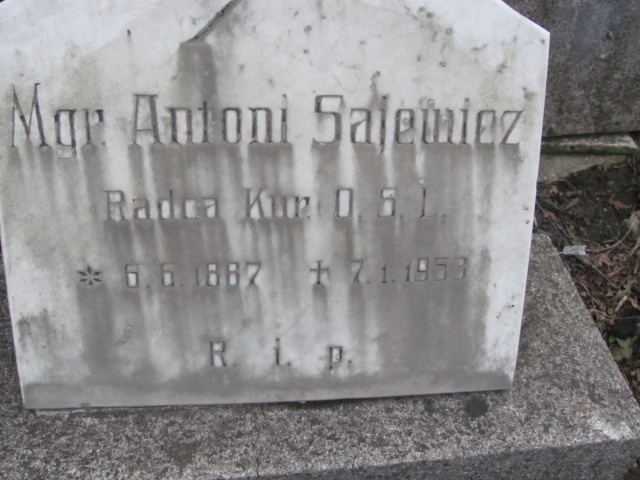 Mgr. Antoni Sajewicz
Radca Kur. O. S. L.
* 6. 6. 1887 † 7. 1. 1953
R. i. p.